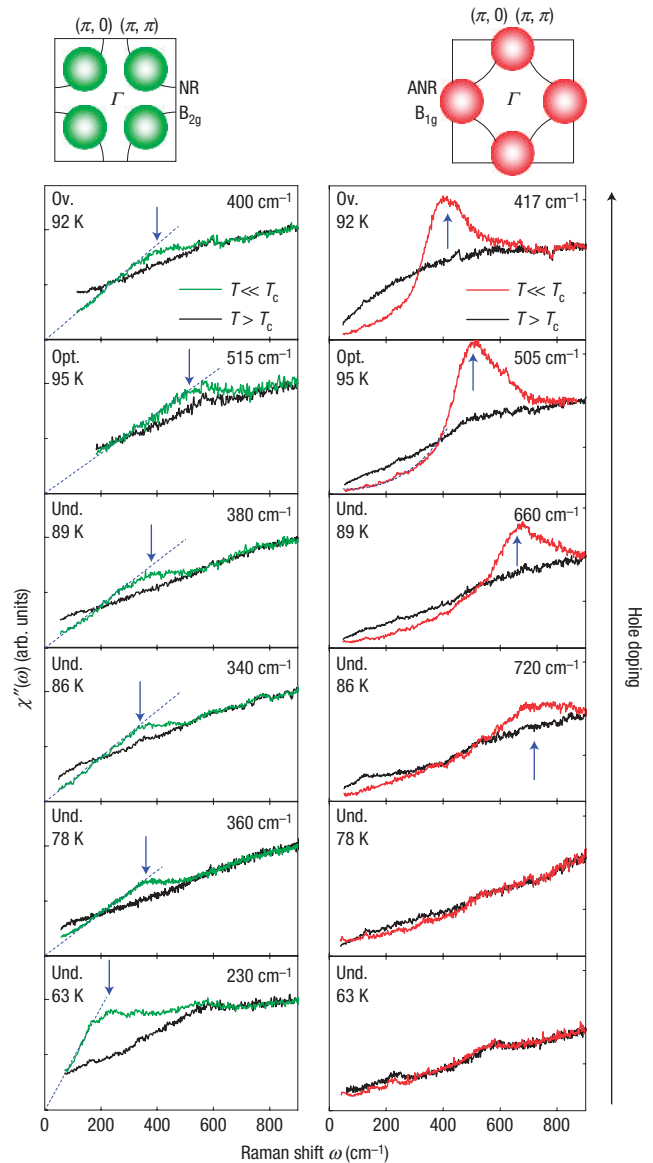 (π, 0) (π, π)
Γ
NR
B2g
(π, 0) (π, π)
ANR
B1g
Γ
Ov.
92 K
400 cm⁻¹
T ≪ Tc
T > Tc
Ov.
92 K
417 cm⁻¹
T ≪ Tc
T > Tc
Opt.
95 K
515 cm⁻¹
Opt.
95 K
505 cm⁻¹
Und.
89 K
380 cm⁻¹
Und.
89 K
660 cm⁻¹
Und.
86 K
340 cm⁻¹
Und.
86 K
720 cm⁻¹
Und.
78 K
360 cm⁻¹
Und.
78 K
Und.
63 K
230 cm⁻¹
Und.
63 K
χ″(ω) (arb. units)
Hole doping
0 200 400 600 800
0 200 400 600 800
Raman shift ω (cm⁻¹)